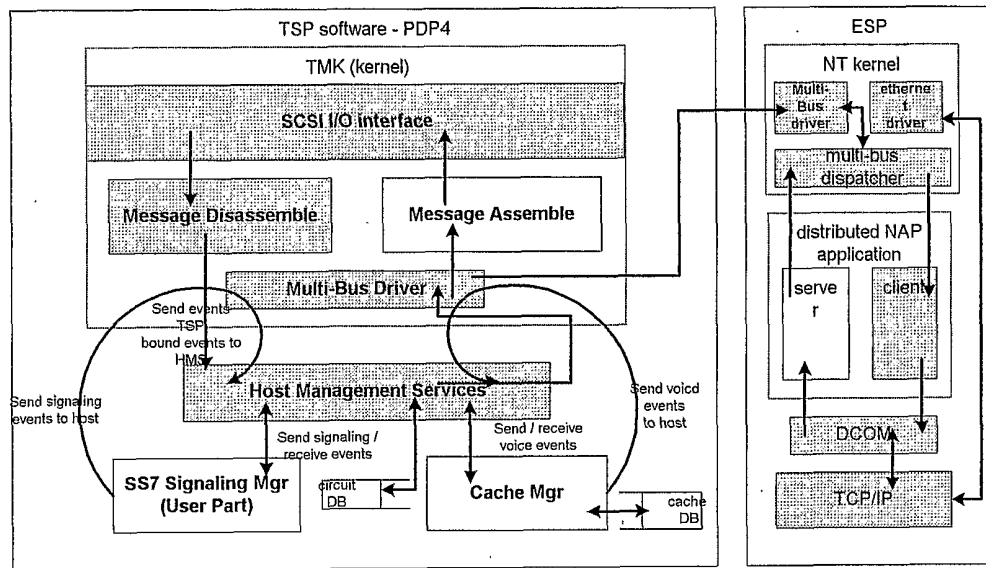 TSP software - PDP4
TMK (kernel)
SCSI I/O interface
Message Disassemble
Message Assemble
Multi-Bus Driver
Send events
TSP
bound events to
HMS
Host Management Services
Send signaling
events to host
Send signaling /
receive events
Send / receive
voice events
Send voicd
events
to host
SS7 Signaling Mgr
(User Part)
circuit
DB
Cache Mgr
cache
DB
ESP
NT kernel
Multi-
Bus
driver
etherne
t
driver
multi-bus
dispatcher
distributed NAP
application
serve
r
client
DCOM
TCP/IP